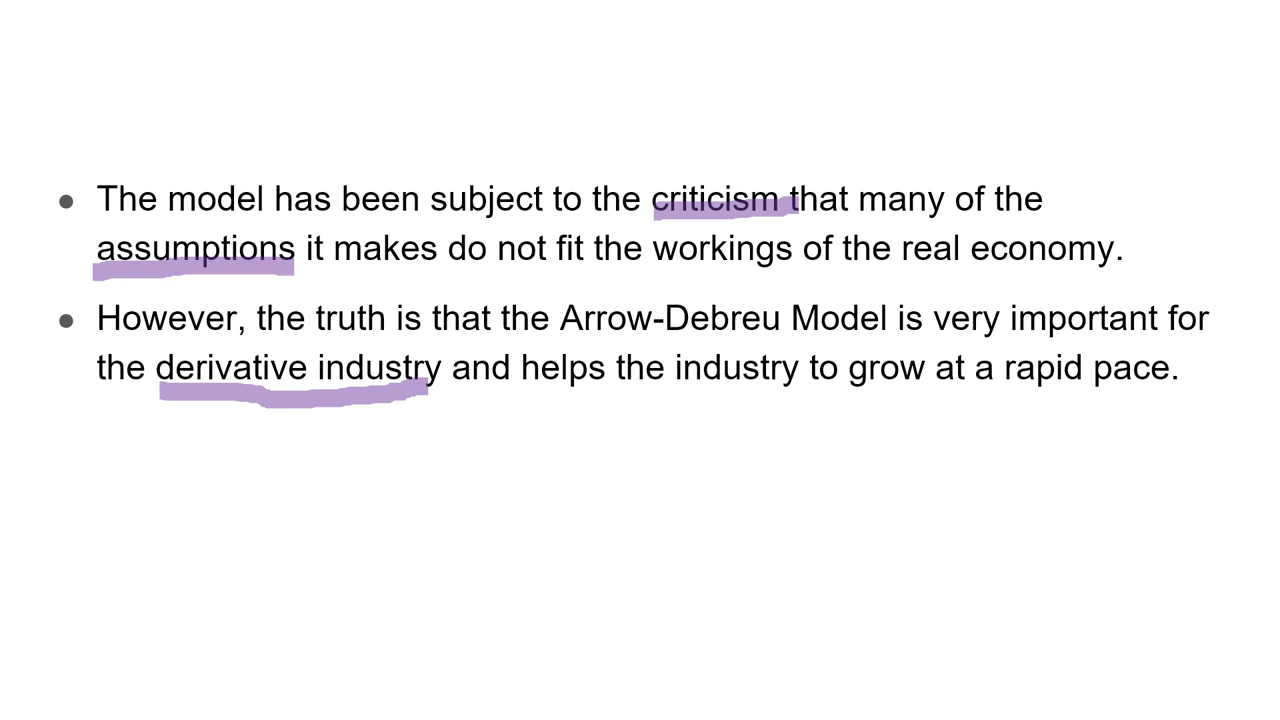 ● The model has been subject to the criticism that many of the
assumptions it makes do not fit the workings of the real economy.
● However, the truth is that the Arrow-Debreu Model is very important for
the derivative industry and helps the industry to grow at a rapid pace.